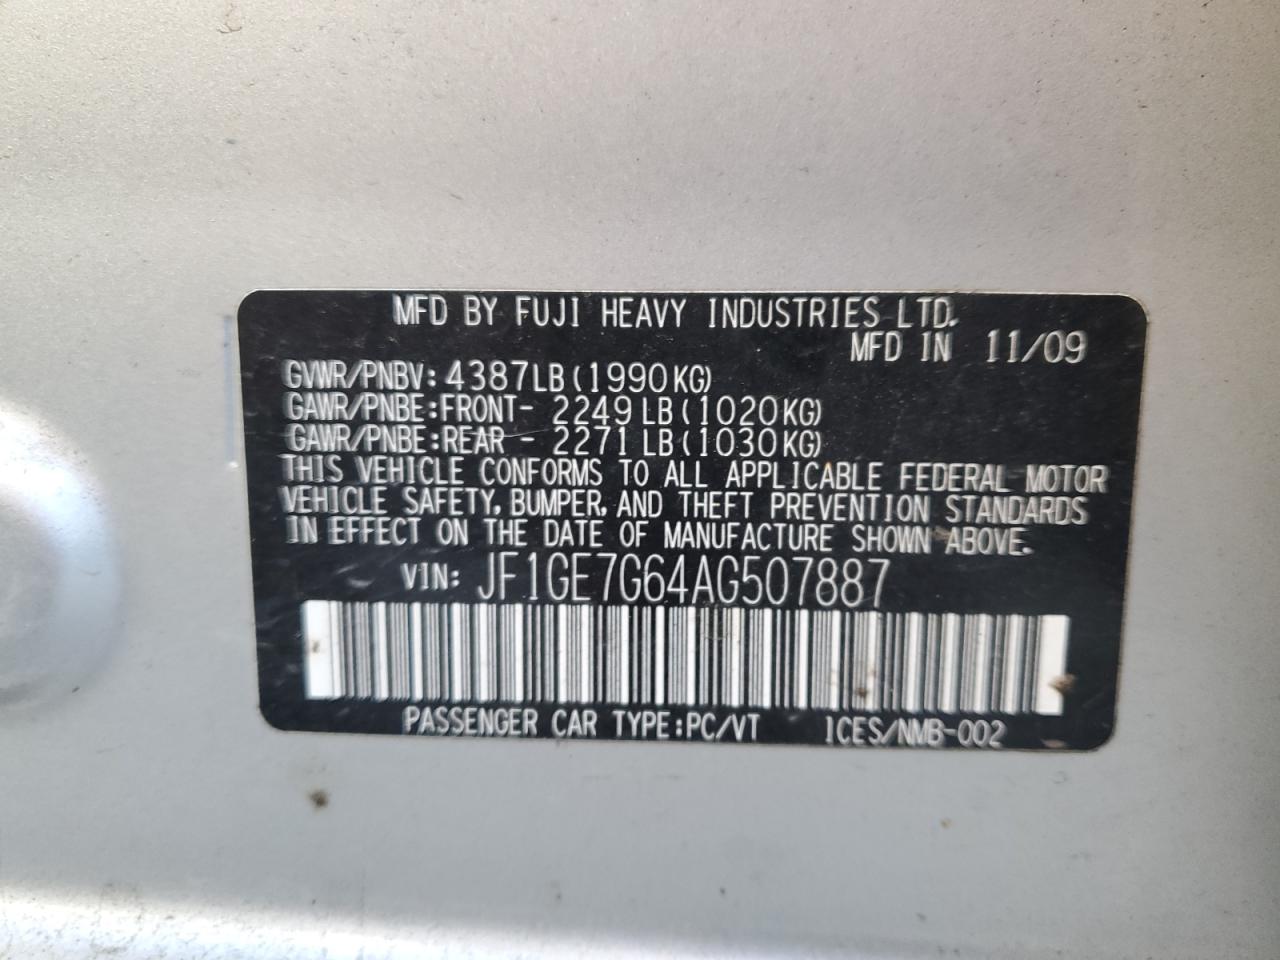 MFD BY FUJI HEAVY INDUSTRIES LTD.
MFD IN 11/09
GVWR/PNBV: 4387LB (1990KG)
GAWR/PNBE:FRONT- 2249 LB (1020KG)
GAWR/PNBE:REAR - 2271 LB (1030KG)
THIS VEHICLE CONFORMS TO ALL APPLICABLE FEDERAL MOTOR
VEHICLE SAFETY, BUMPER, AND THEFT PREVENTION STANDARDS
IN EFFECT ON THE DATE OF MANUFACTURE SHOWN ABOVE.
VIN: JF1GE7G64AG507887
PASSENGER CAR TYPE:PC/VT ICES/NMB-002